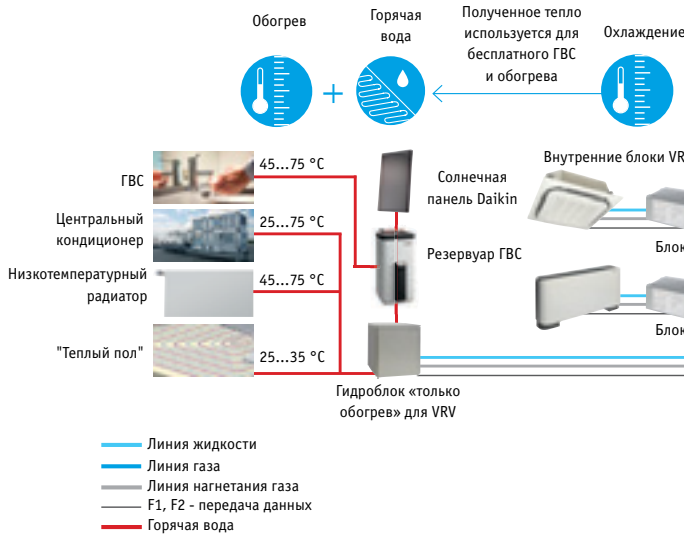 Обогрев
+
Горячая
вода
Полученное тепло
используется для
бесплатного ГВС
и обогрева
Охлаждение
ГВС
45...75 °C
Центральный
кондиционер
25...75 °C
Низкотемпературный
радиатор
45...75 °C
"Теплый пол"
25...35 °C
Солнечная
панель Daikin
Резервуар ГВС
Гидроблок «только
обогрев» для VRV
Внутренние блоки VR
Блок
Блок
Линия жидкости
Линия газа
Линия нагнетания газа
F1, F2 - передача данных
Горячая вода